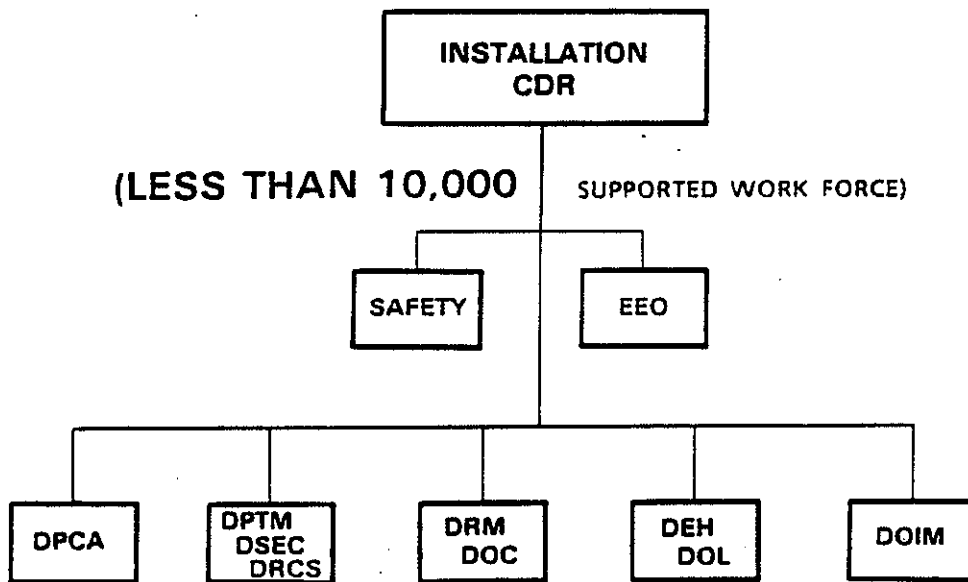 INSTALLATION
CDR
(LESS THAN 10,000 SUPPORTED WORK FORCE)
SAFETY
EEO
DPCA
DPTM
DSEC
DRCS
DRM
DOC
DEH
DOL
DOIM